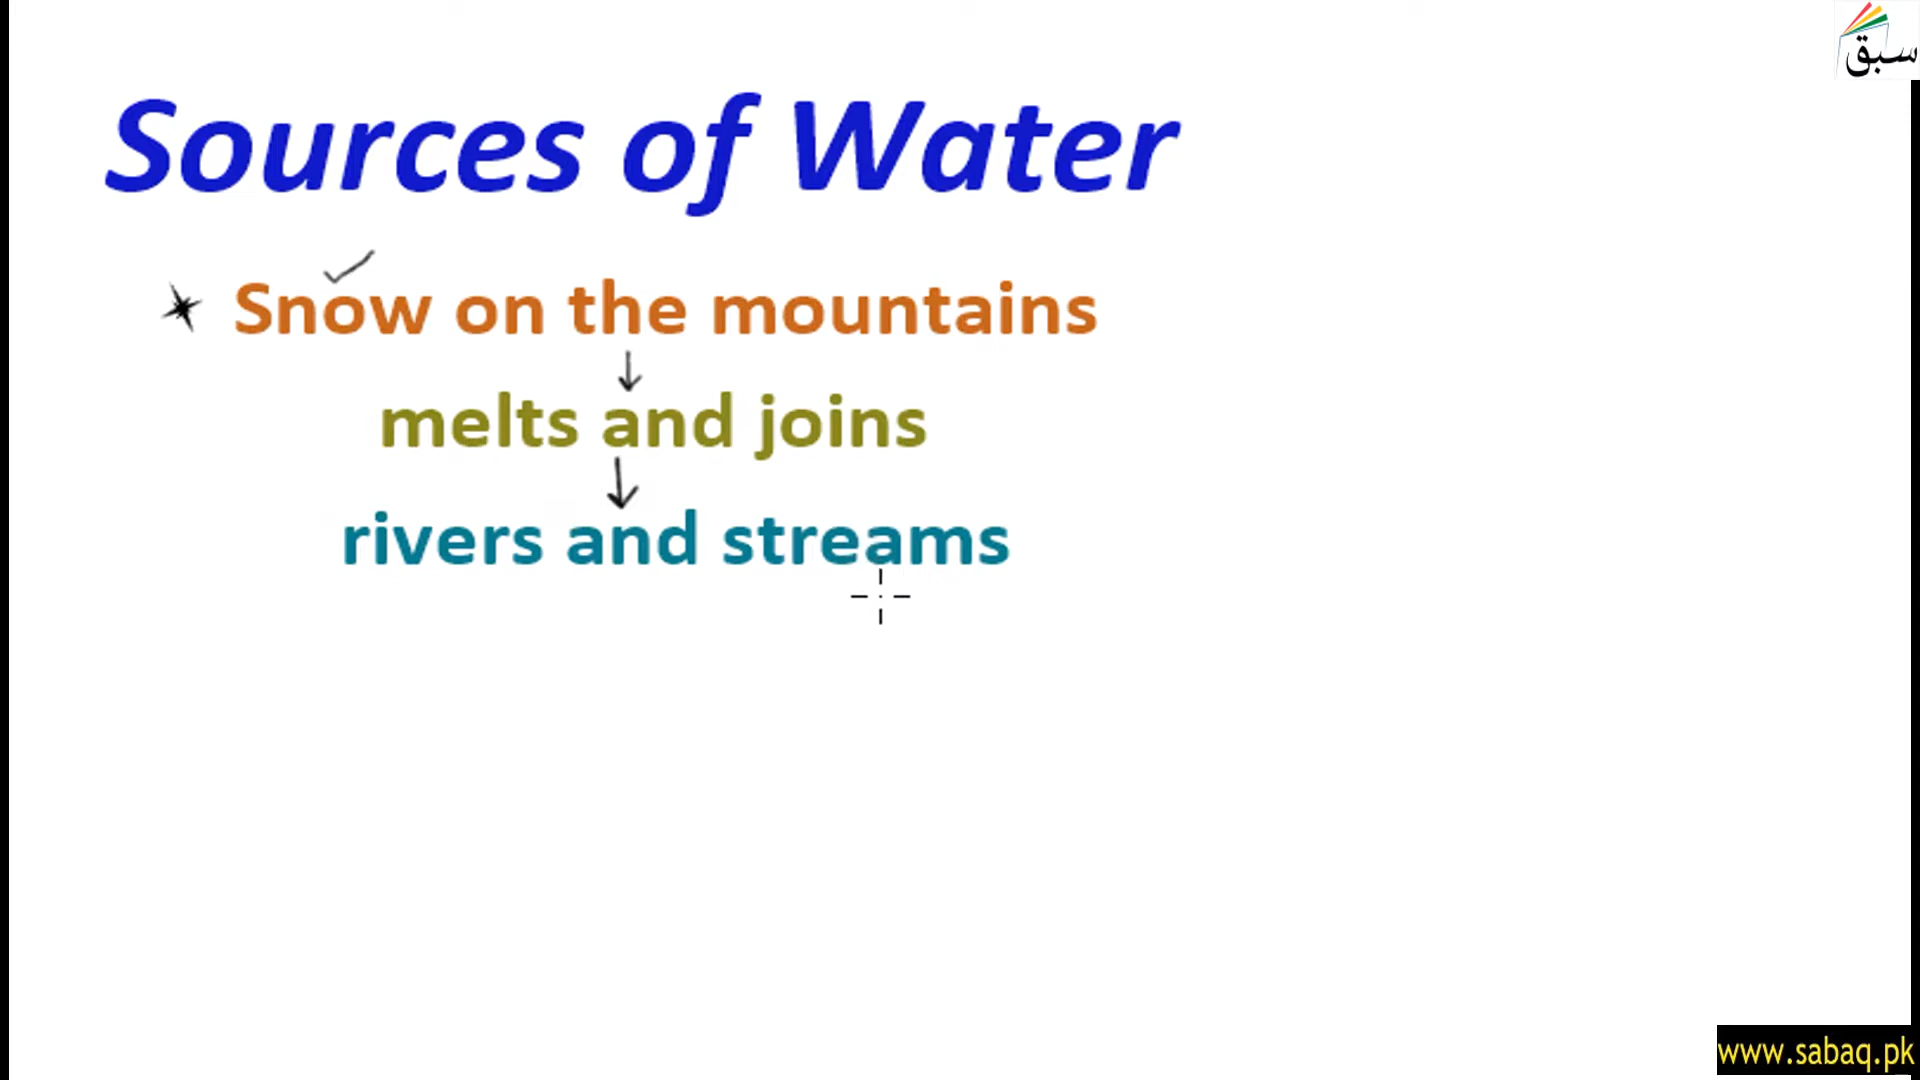 سبق
Sources of Water
Snow on the mountains
melts and joins
rivers and streams
www.sabaq.pk